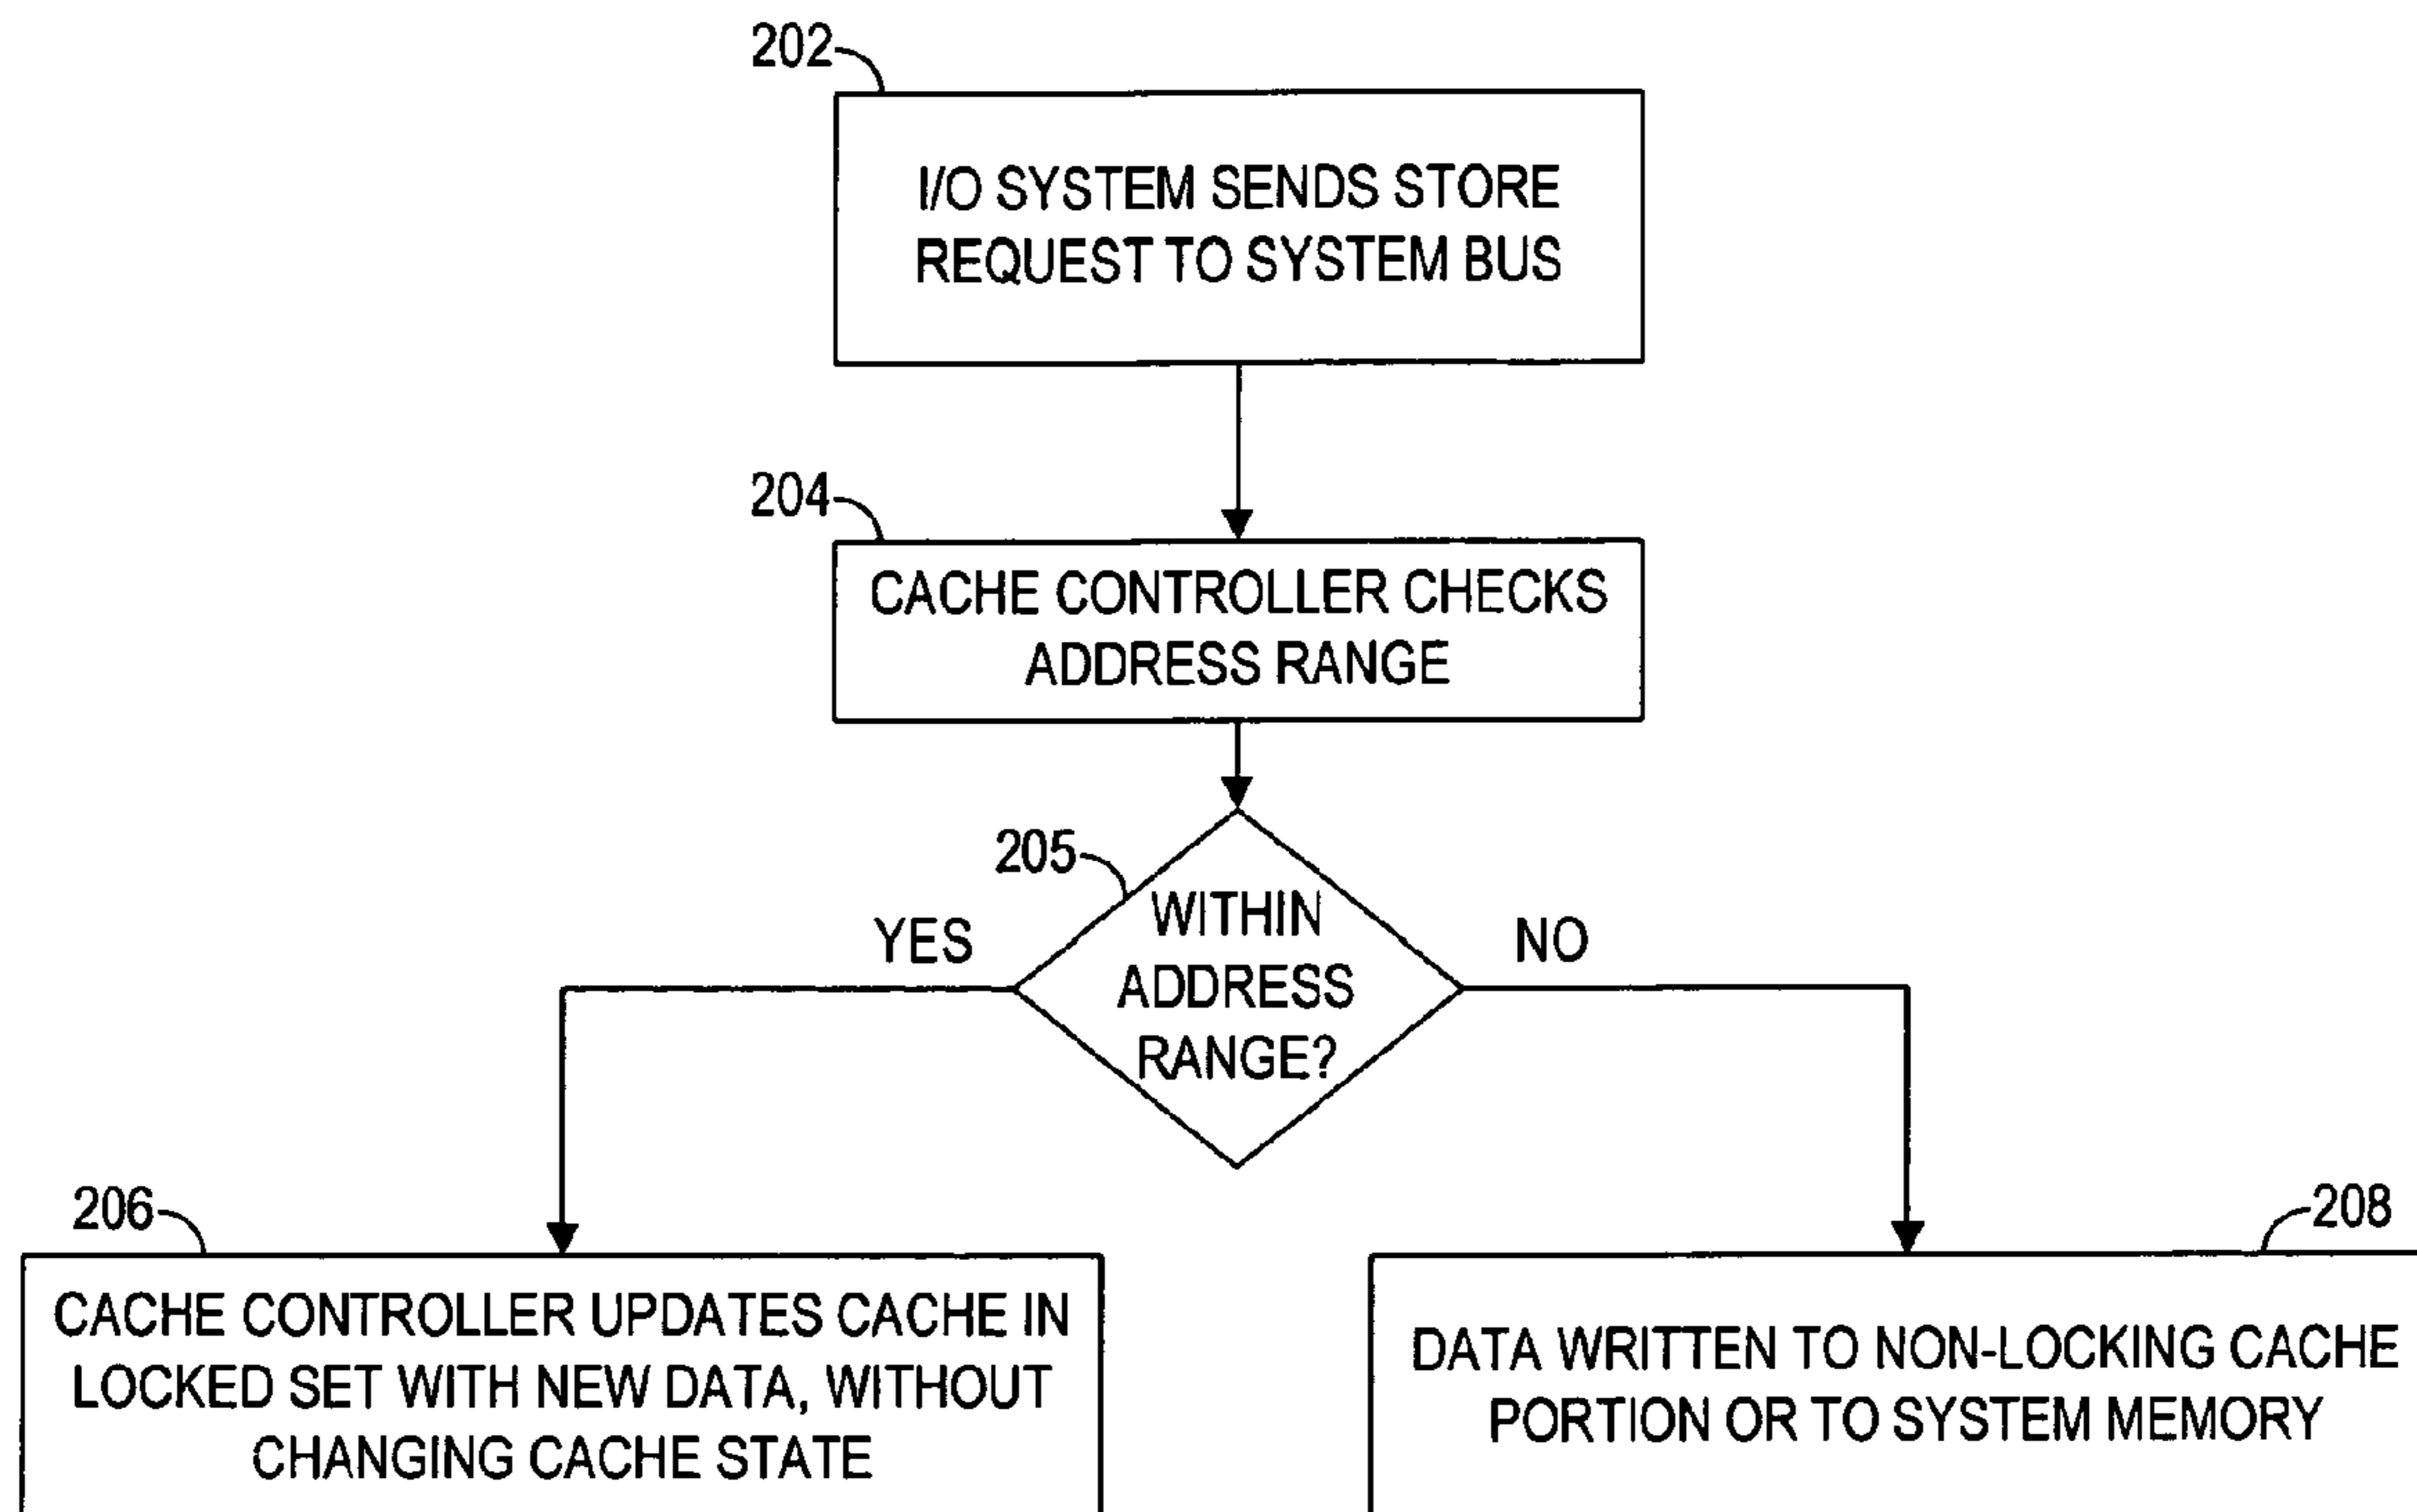 202
I/O SYSTEM SENDS STORE
REQUEST TO SYSTEM BUS
204
CACHE CONTROLLER CHECKS
ADDRESS RANGE
205
WITHIN
ADDRESS
RANGE?
YES
NO
206
CACHE CONTROLLER UPDATES CACHE IN
LOCKED SET WITH NEW DATA, WITHOUT
CHANGING CACHE STATE
208
DATA WRITTEN TO NON-LOCKING CACHE
PORTION OR TO SYSTEM MEMORY